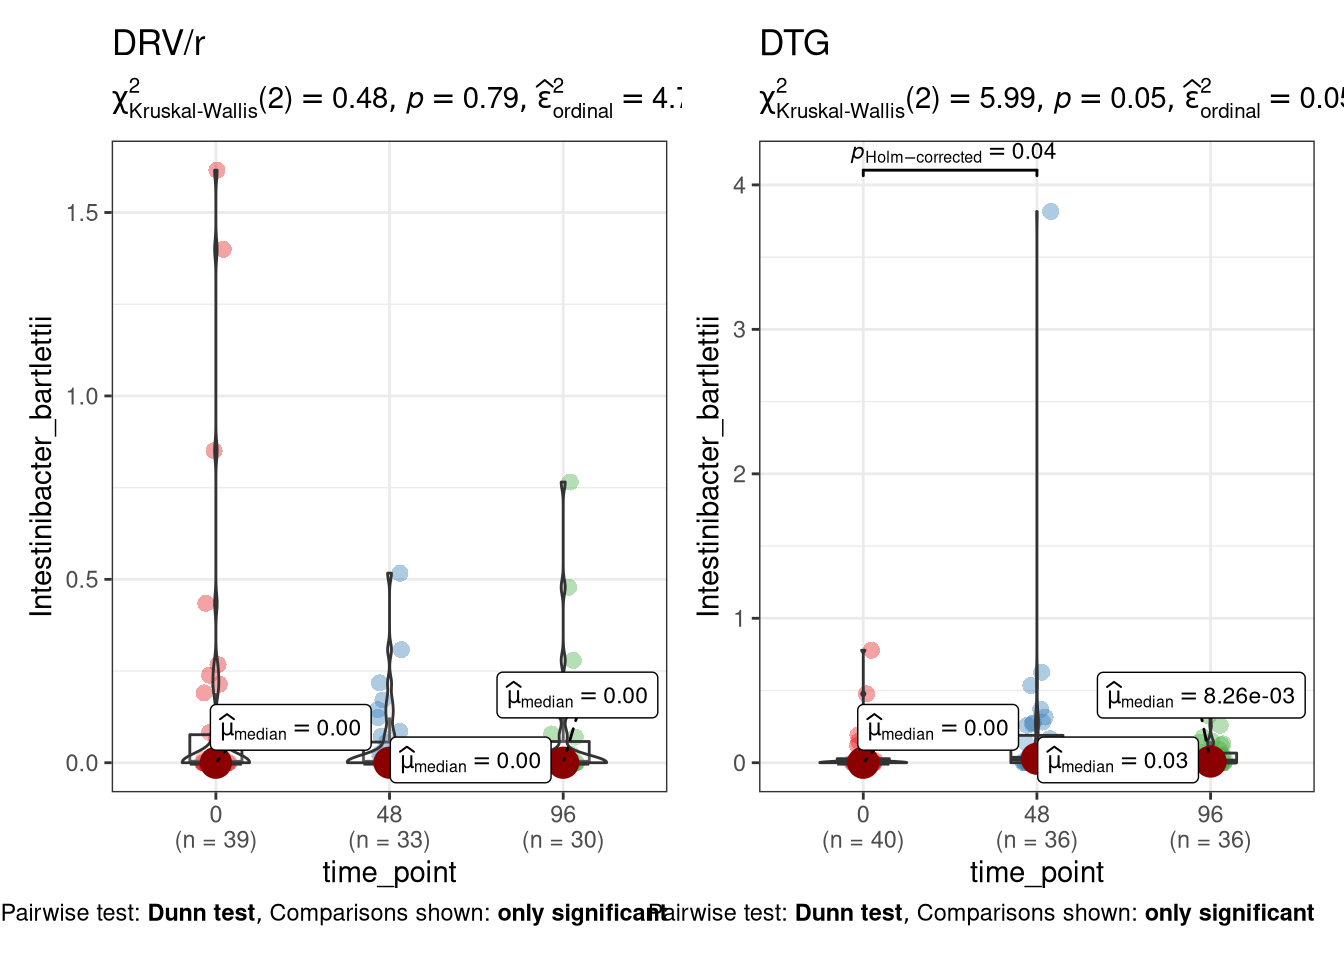 DRV/r
χ²Kruskal-Wallis(2) = 0.48, p = 0.79, ε̂²ordinal = 4.7
Intestinibacter_bartlettii
1.5
1.0
0.5
0.0
μ̂median = 0.00
μ̂median = 0.00
μ̂median = 0.00
0 48 96
(n = 39) (n = 33) (n = 30)
time_point
Pairwise test: Dunn test, Comparisons shown: only significant
DTG
χ²Kruskal-Wallis(2) = 5.99, p = 0.05, ε̂²ordinal = 0.05
pHolm−corrected = 0.04
Intestinibacter_bartlettii
4
3
2
1
0
μ̂median = 0.00
μ̂median = 0.03
μ̂median = 8.26e-03
0 48 96
(n = 40) (n = 36) (n = 36)
time_point
Pairwise test: Dunn test, Comparisons shown: only significant